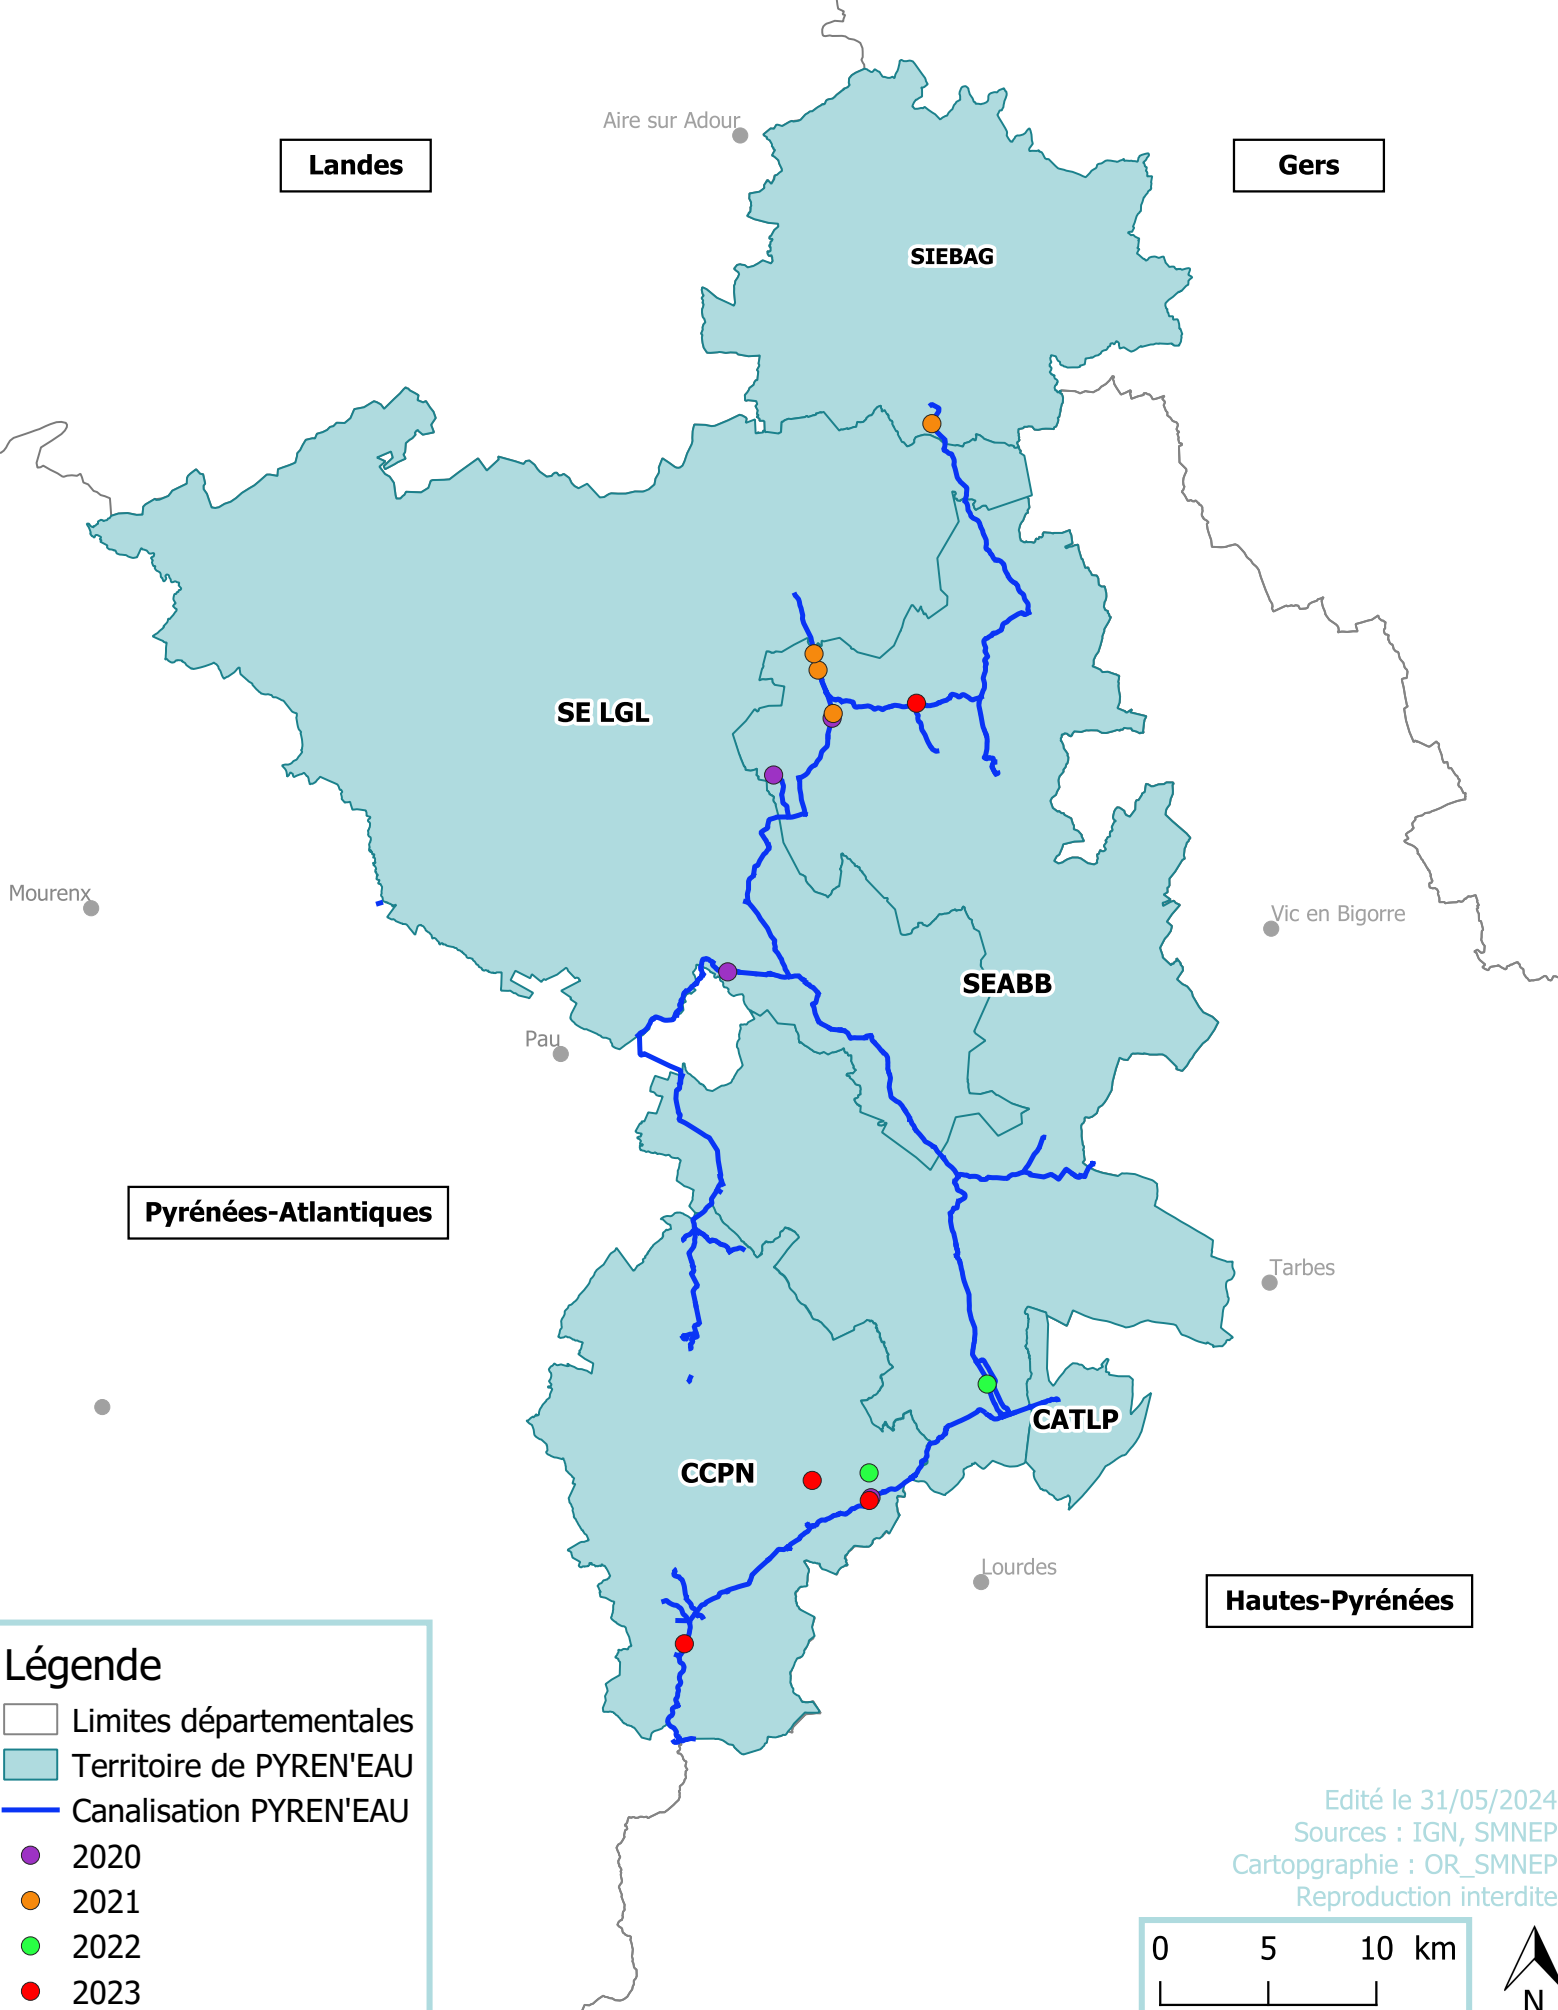 Aire sur Adour
Landes
Gers
SIEBAG
SE LGL
Mourenx
Vic en Bigorre
SEABB
Pau
Pyrénées-Atlantiques
Tarbes
CATLP
CCPN
Lourdes
Hautes-Pyrénées
Légende
Limites départementales
Territoire de PYREN'EAU
Canalisation PYREN'EAU
2020
2021
2022
2023
Edité le 31/05/2024
Sources : IGN, SMNEP
Cartopgraphie : OR_SMNEP
Reproduction interdite
0 5 10 km
N